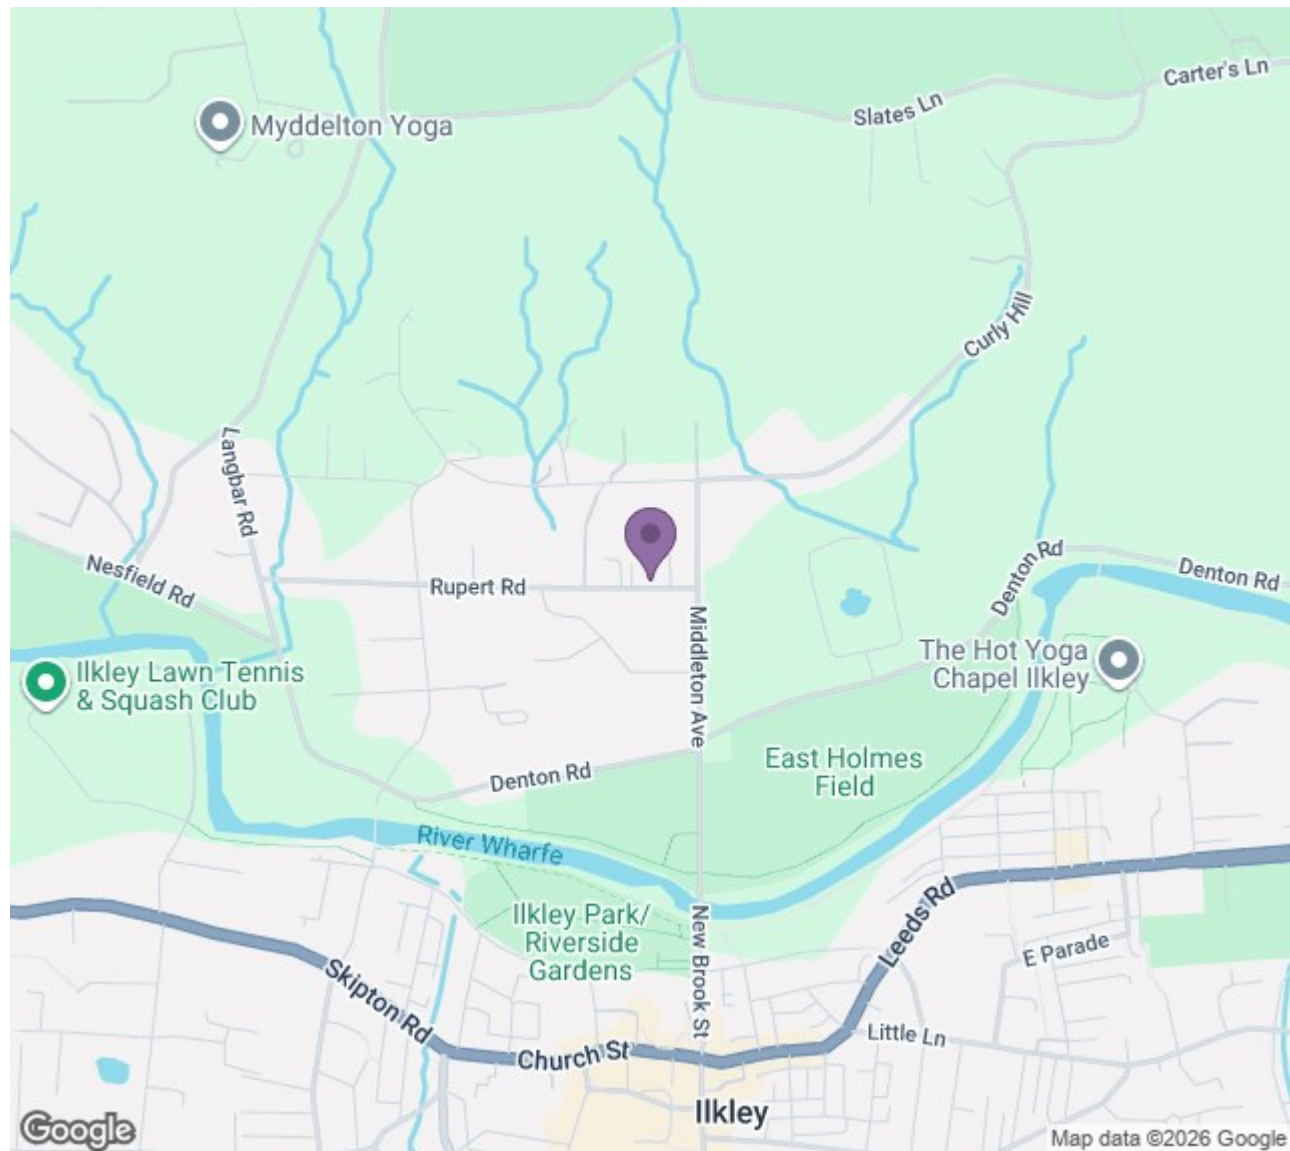 Carter's Ln
Slates Ln
Myddelton Yoga
Curly Hill
Langbar Rd
Nesfield Rd
Rupert Rd
Denton Rd
Denton Rd
Middleton Ave
The Hot Yoga
Chapel Ilkley
Ilkley Lawn Tennis
& Squash Club
East Holmes
Field
Denton Rd
River Wharfe
Ilkley Park/
Riverside
Gardens
New Brook St
Leeds Rd
E Parade
Skipton Rd
Church St
Little Ln
Ilkley
Google
Map data ©2026 Google